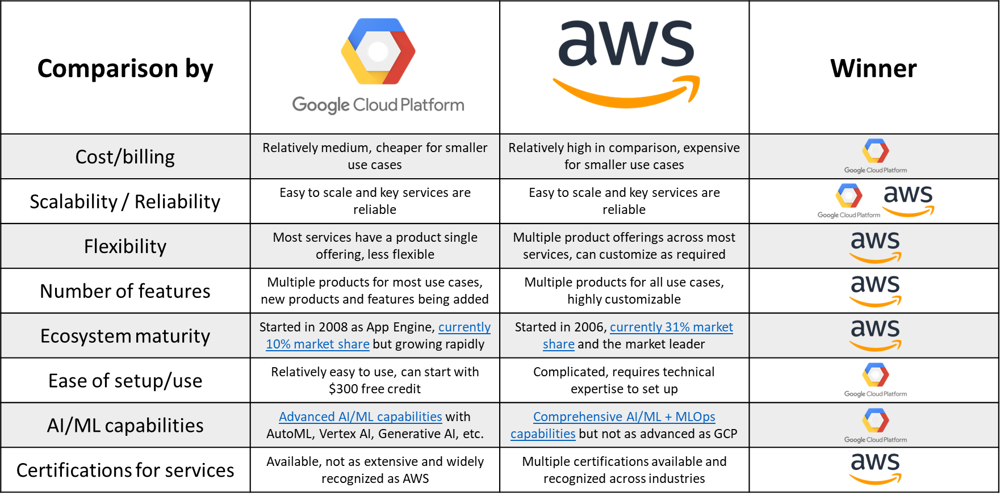 Comparison by
Google Cloud Platform
aws
Winner
Cost/billing
Relatively medium, cheaper for smaller
use cases
Relatively high in comparison, expensive
for smaller use cases
Google Cloud Platform
Scalability / Reliability
Easy to scale and key services are
reliable
Easy to scale and key services are
reliable
Google Cloud Platform
aws
Flexibility
Most services have a product single
offering, less flexible
Multiple product offerings across most
services, can customize as required
aws
Number of features
Multiple products for most use cases,
new products and features being added
Multiple products for all use cases,
highly customizable
aws
Ecosystem maturity
Started in 2008 as App Engine, currently
10% market share but growing rapidly
Started in 2006, currently 31% market
share and the market leader
aws
Ease of setup/use
Relatively easy to use, can start with
$300 free credit
Complicated, requires technical
expertise to set up
Google Cloud Platform
AI/ML capabilities
Advanced AI/ML capabilities with
AutoML, Vertex AI, Generative AI, etc.
Comprehensive AI/ML + MLOps
capabilities but not as advanced as GCP
Google Cloud Platform
Certifications for services
Available, not as extensive and widely
recognized as AWS
Multiple certifications available and
recognized across industries
aws